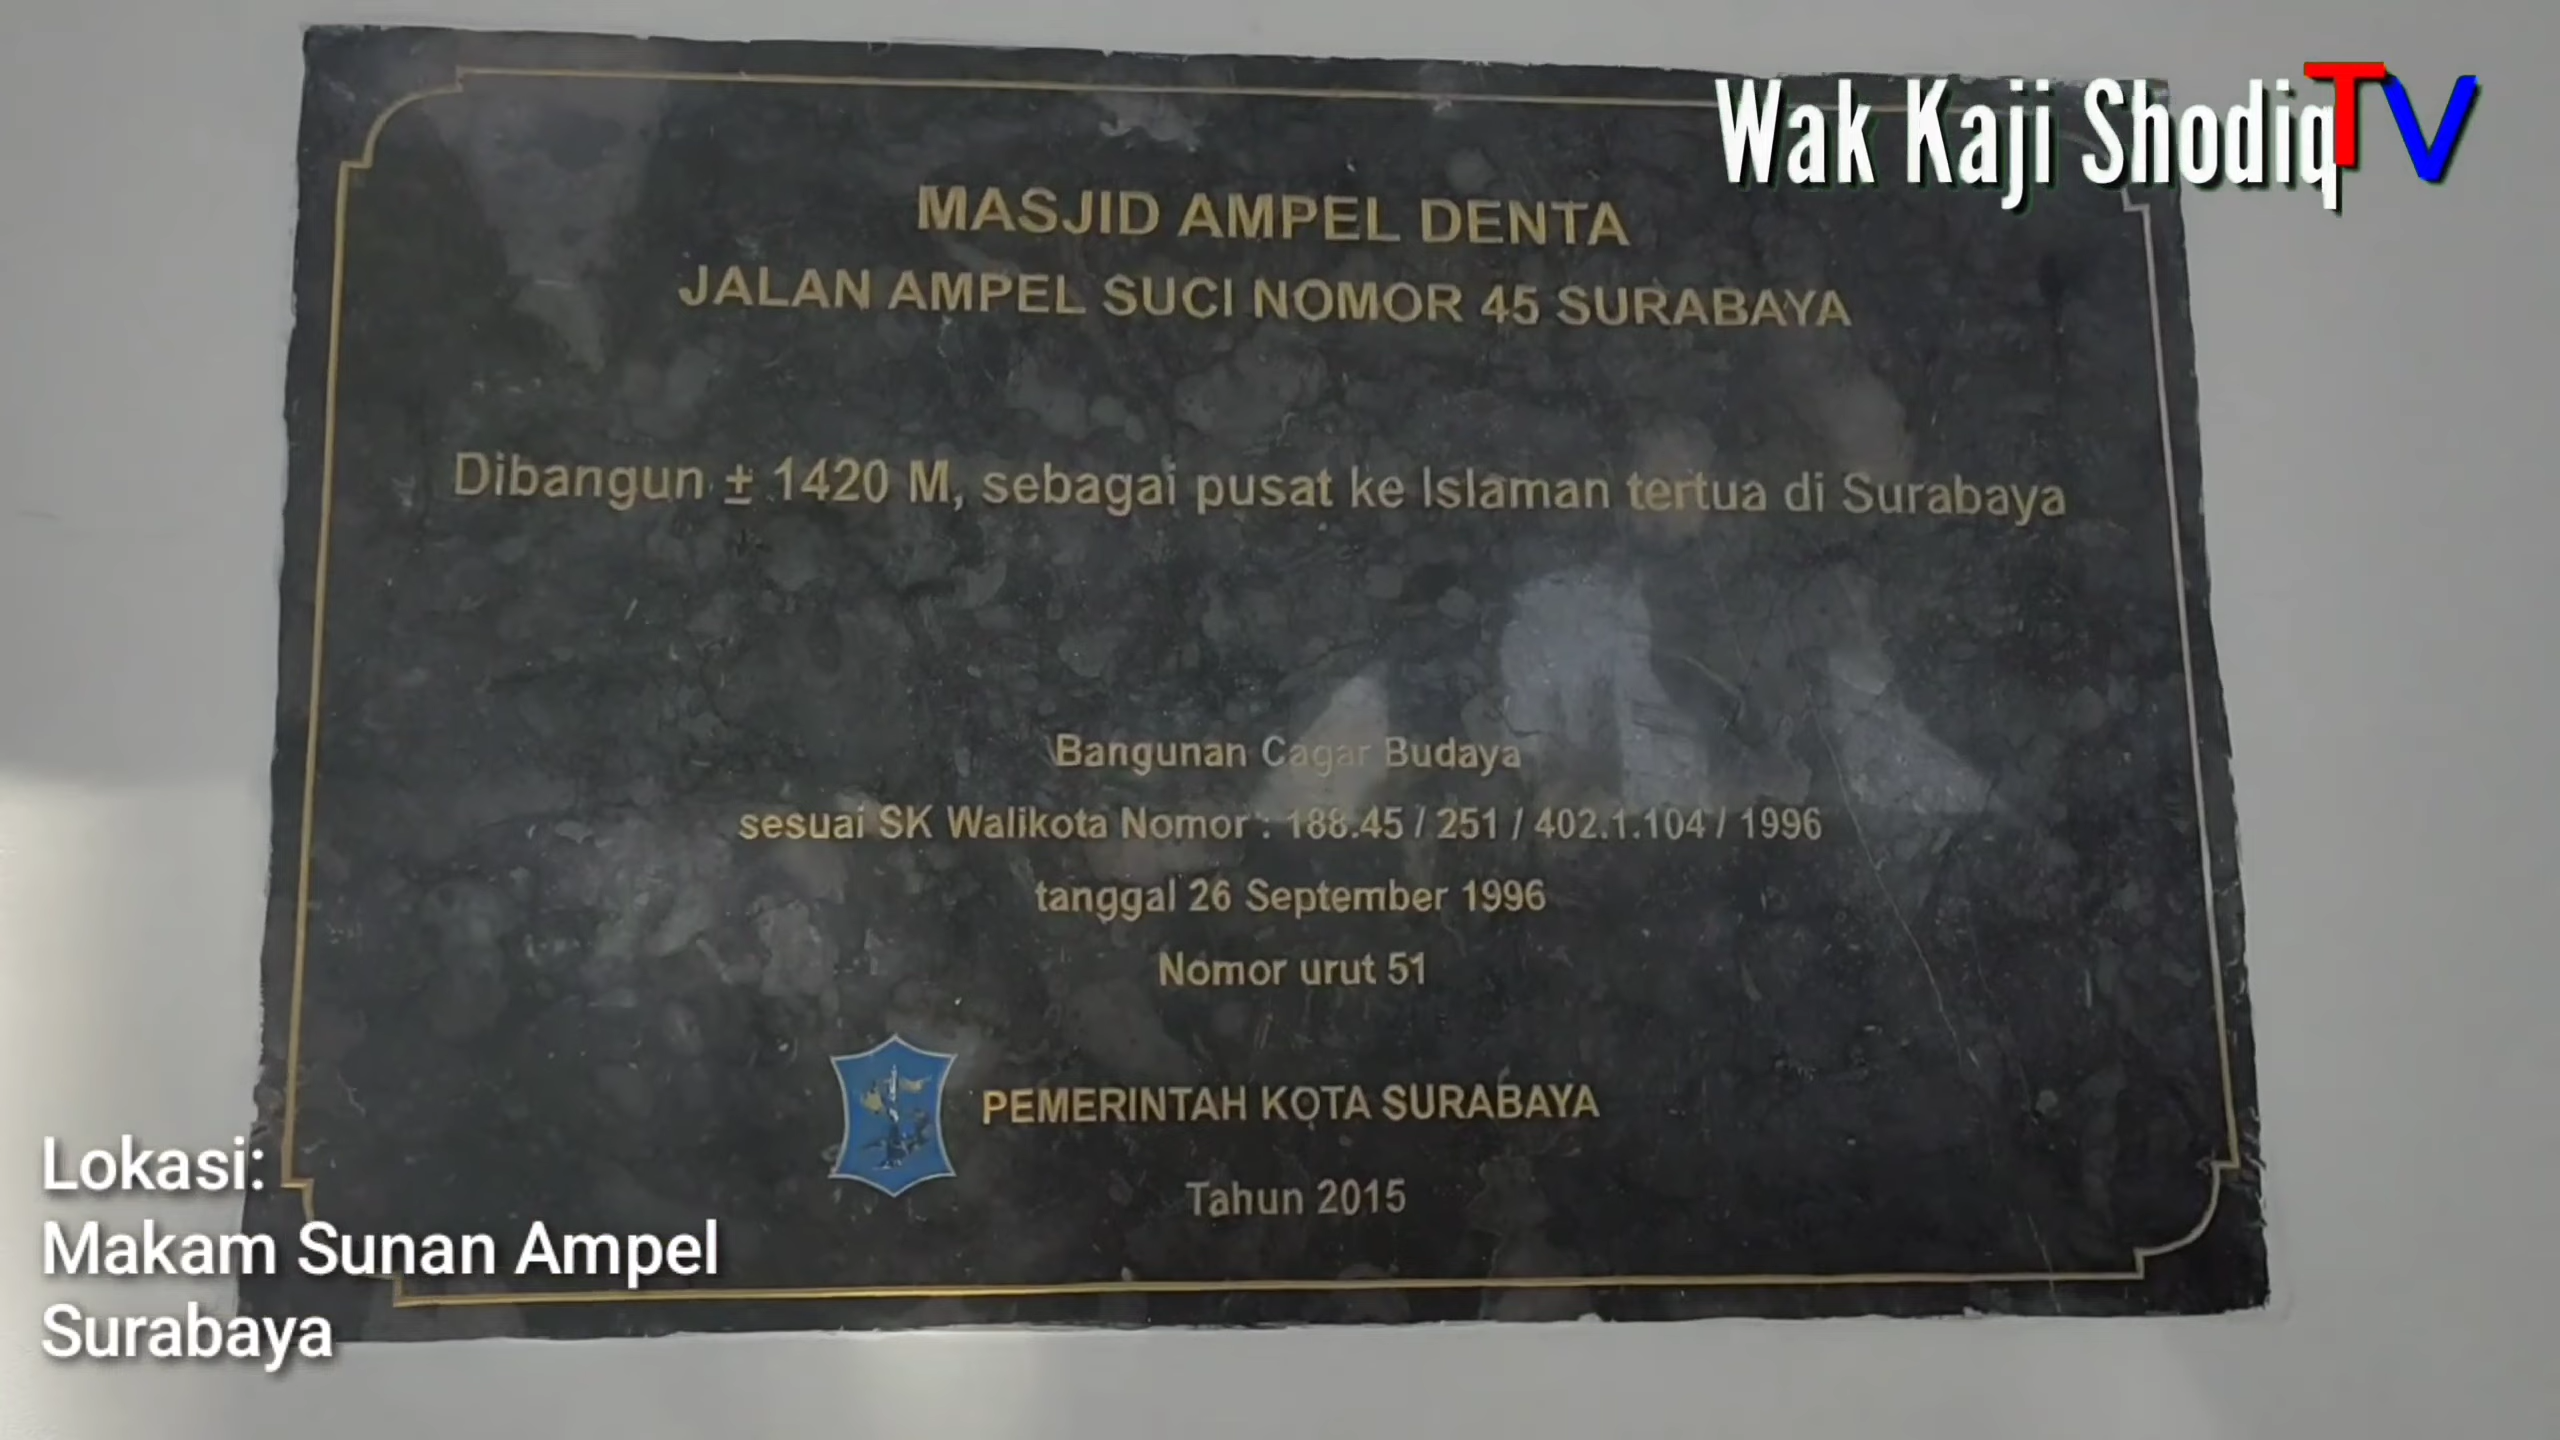 Wak Kaji Shodiq TV
MASJID AMPEL DENTA
JALAN AMPEL SUCI NOMOR 45 SURABAYA
Dibangun ± 1420 M, sebagai pusat ke Islaman tertua di Surabaya
Bangunan Cagar Budaya
sesuai SK Walikota Nomor : 188.45 / 251 / 402.1.104 / 1996
tanggal 26 September 1996
Nomor urut 51
PEMERINTAH KOTA SURABAYA
Tahun 2015
Lokasi:
Makam Sunan Ampel
Surabaya